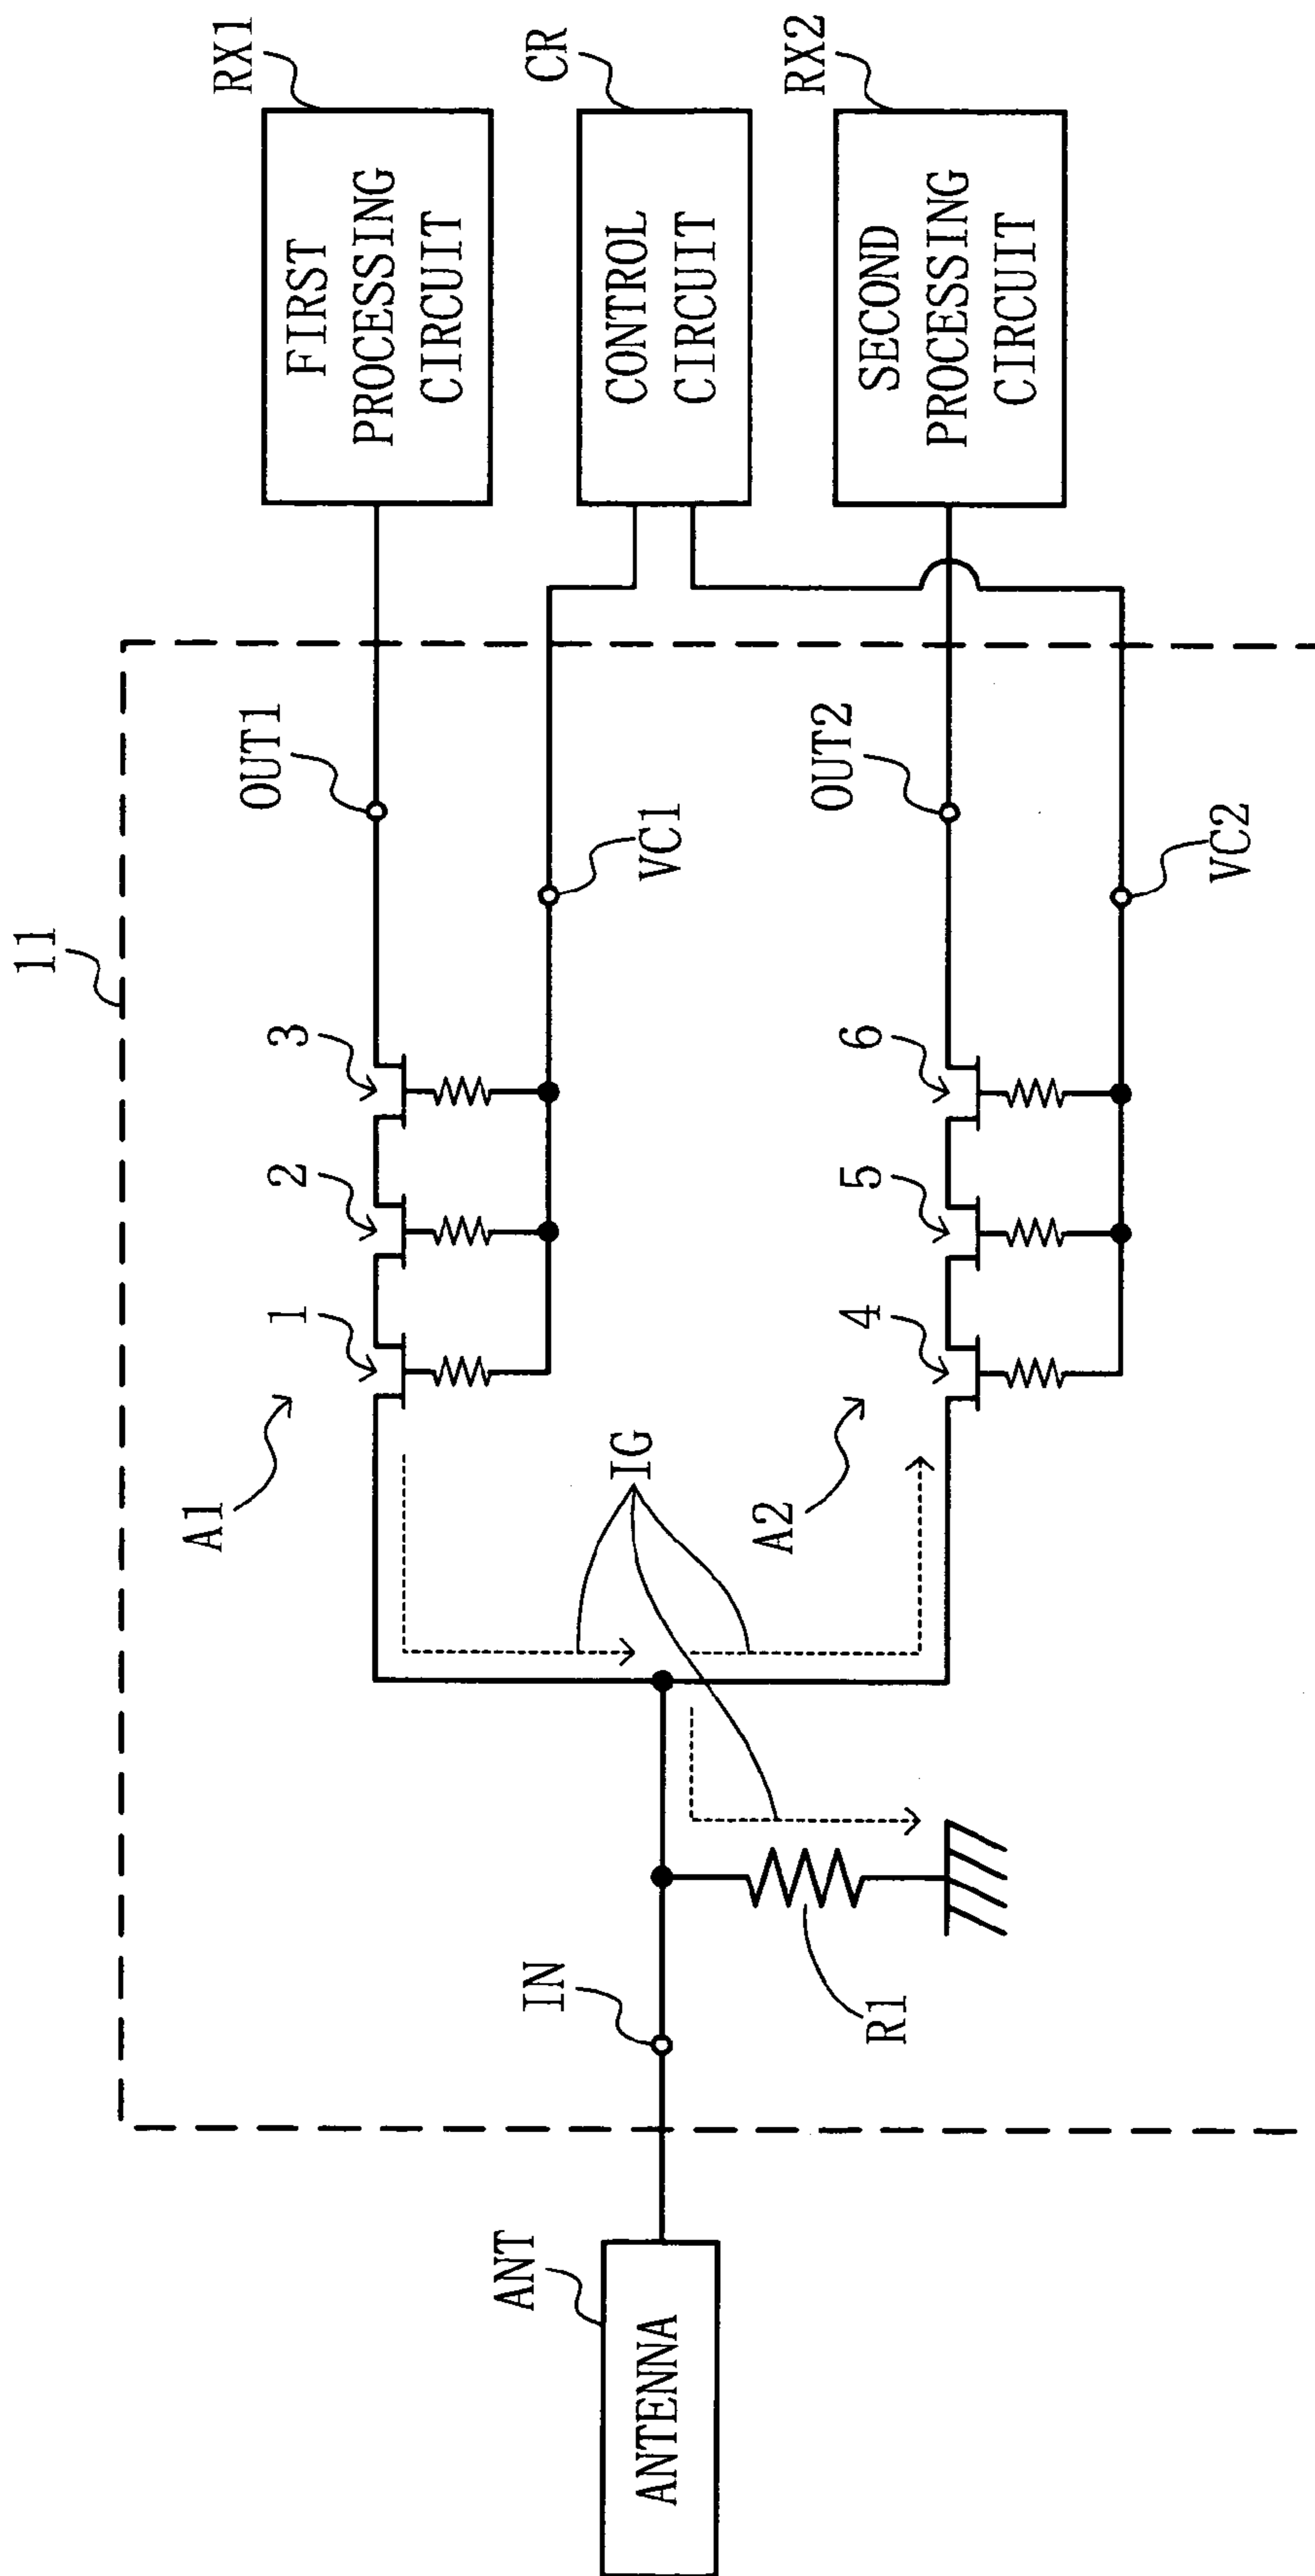 11
RX1
FIRST
PROCESSING
CIRCUIT
OUT1
3
2
1
A1
CR
CONTROL
CIRCUIT
VC1
IG
IN
ANT
ANTENNA
R1
RX2
SECOND
PROCESSING
CIRCUIT
OUT2
6
5
4
A2
VC2